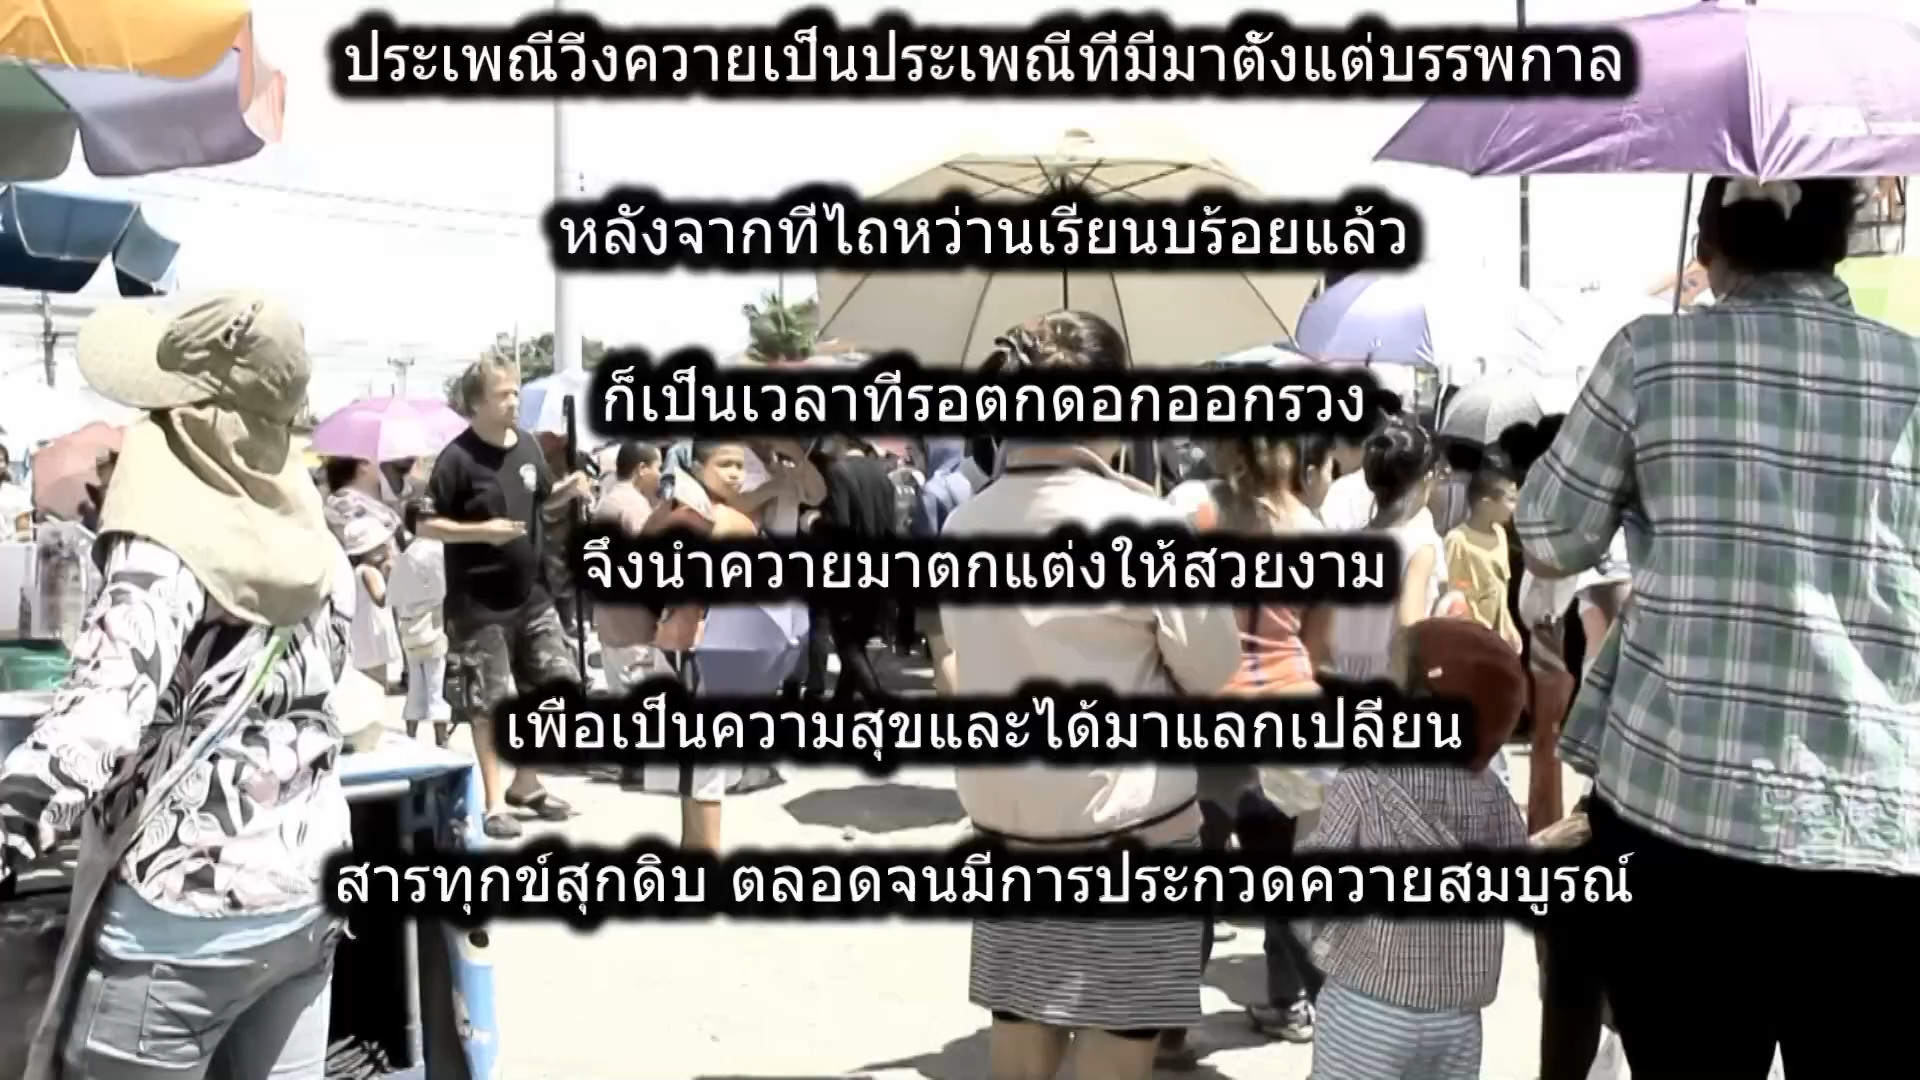 ประเพณีวิ่งควายเป็นประเพณีที่มีมาตั้งแต่บรรพกาล
หลังจากที่ไถหว่านเรียนบร้อยแล้ว
ก็เป็นเวลาที่รอตกดอกออกรวง
จึงนำควายมาตกแต่งให้สวยงาม
เพื่อเป็นความสุขและได้มาแลกเปลี่ยน
สารทุกข์สุกดิบ ตลอดจนมีการประกวดควายสมบูรณ์